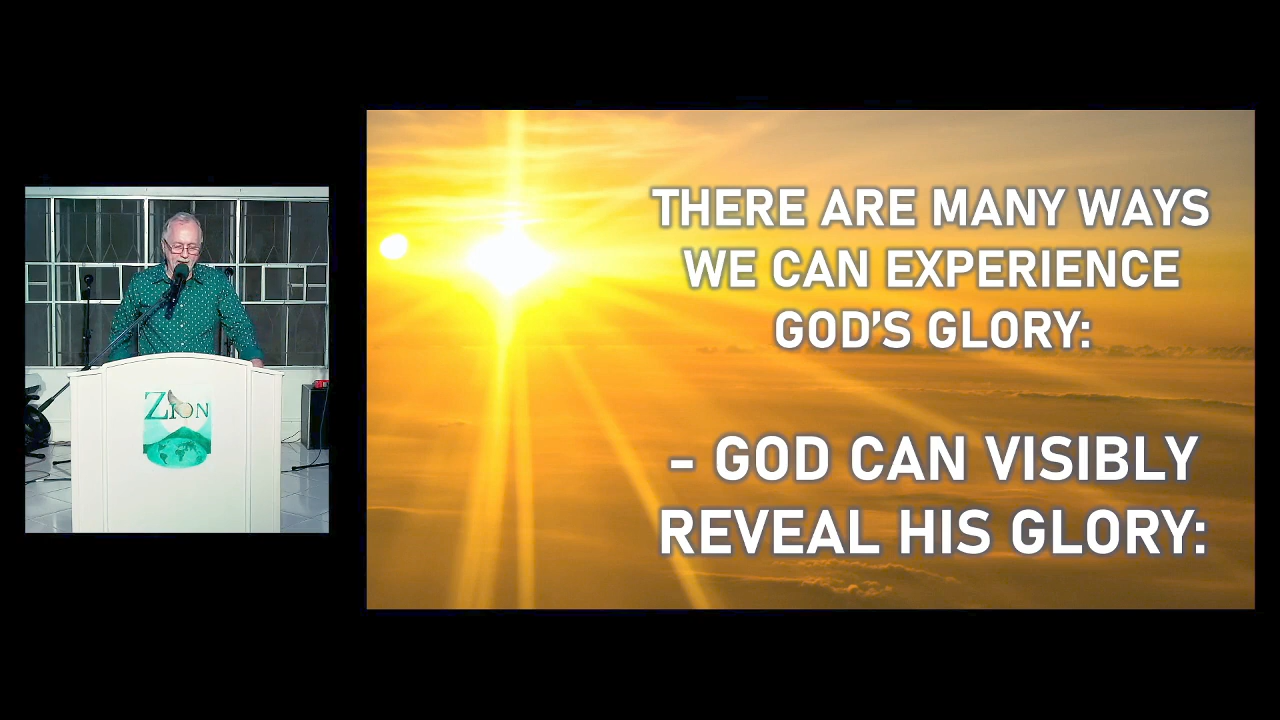 ZION
THERE ARE MANY WAYS
WE CAN EXPERIENCE
GOD'S GLORY:
- GOD CAN VISIBLY
REVEAL HIS GLORY: